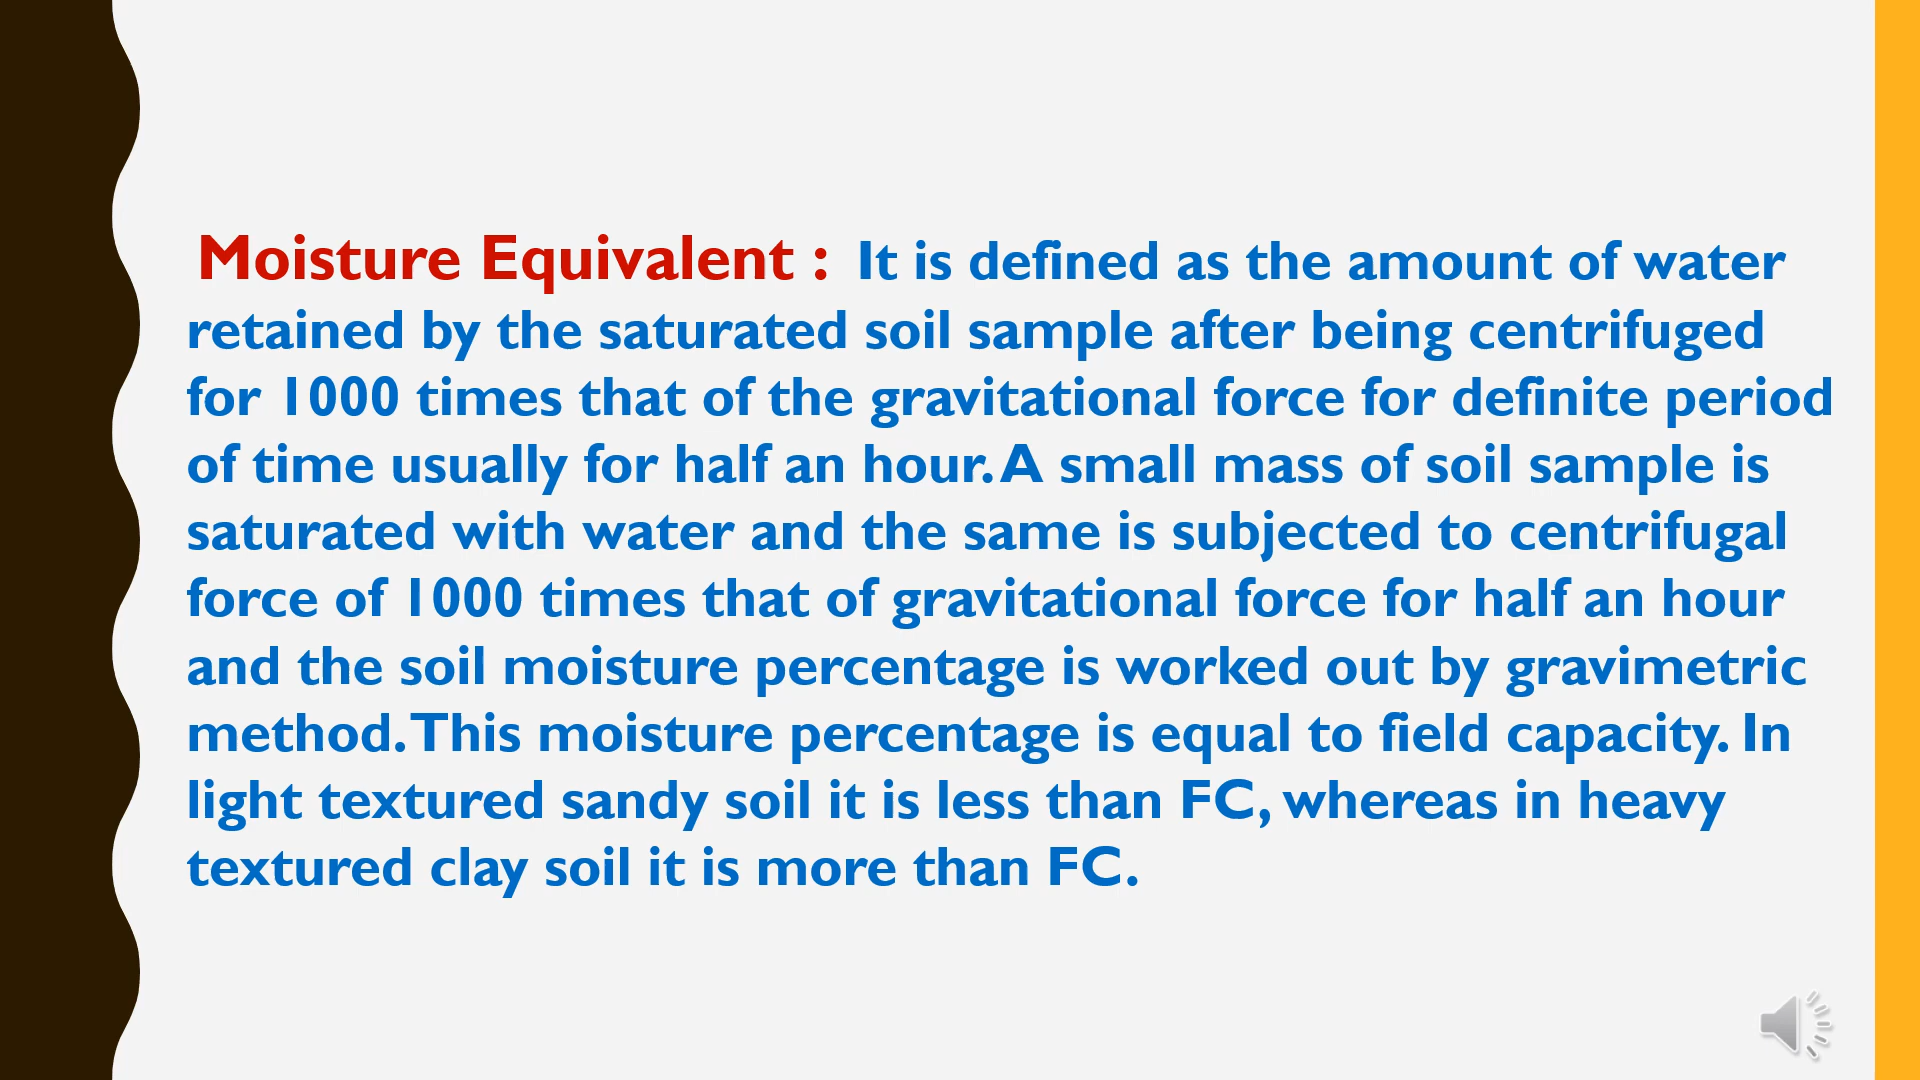 Moisture Equivalent : It is defined as the amount of water
retained by the saturated soil sample after being centrifuged
for 1000 times that of the gravitational force for definite period
of time usually for half an hour. A small mass of soil sample is
saturated with water and the same is subjected to centrifugal
force of 1000 times that of gravitational force for half an hour
and the soil moisture percentage is worked out by gravimetric
method. This moisture percentage is equal to field capacity. In
light textured sandy soil it is less than FC, whereas in heavy
textured clay soil it is more than FC.